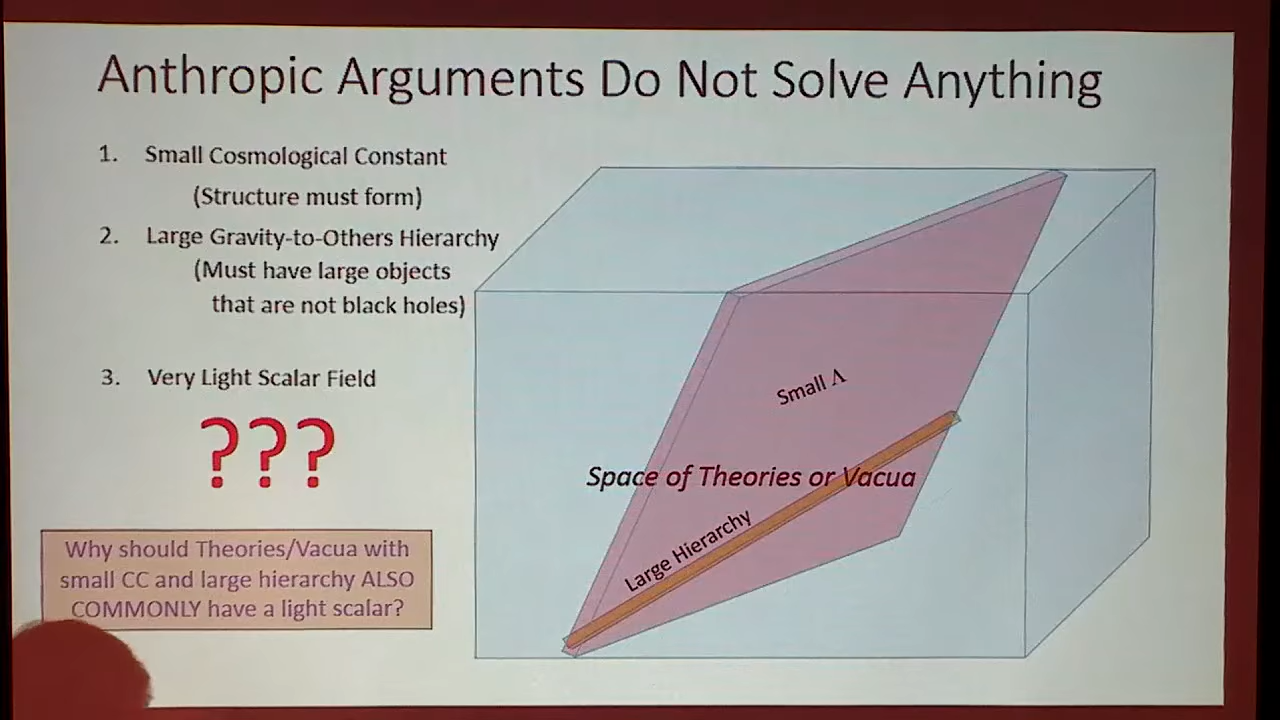 Anthropic Arguments Do Not Solve Anything
1. Small Cosmological Constant
(Structure must form)
2. Large Gravity-to-Others Hierarchy
(Must have large objects
that are not black holes)
3. Very Light Scalar Field
???
Why should Theories/Vacua with
small CC and large hierarchy ALSO
COMMONLY have a light scalar?
Small Λ
Space of Theories or Vacua
Large Hierarchy